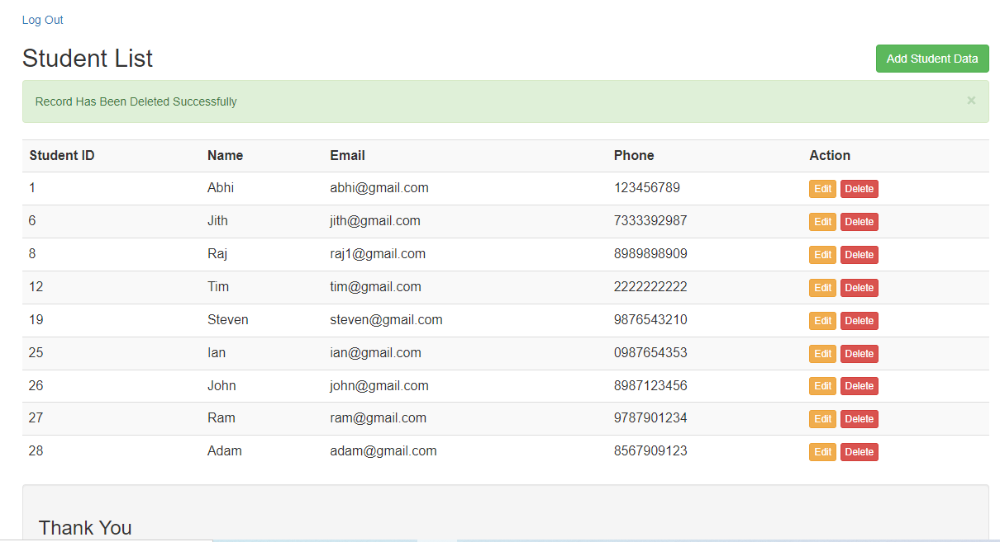 Log Out
Student List Add Student Data
Record Has Been Deleted Successfully ×
Student ID Name Email Phone Action
1 Abhi abhi@gmail.com 123456789 Edit Delete
6 Jith jith@gmail.com 7333392987 Edit Delete
8 Raj raj1@gmail.com 8989898909 Edit Delete
12 Tim tim@gmail.com 2222222222 Edit Delete
19 Steven steven@gmail.com 9876543210 Edit Delete
25 Ian ian@gmail.com 0987654353 Edit Delete
26 John john@gmail.com 8987123456 Edit Delete
27 Ram ram@gmail.com 9787901234 Edit Delete
28 Adam adam@gmail.com 8567909123 Edit Delete
Thank You